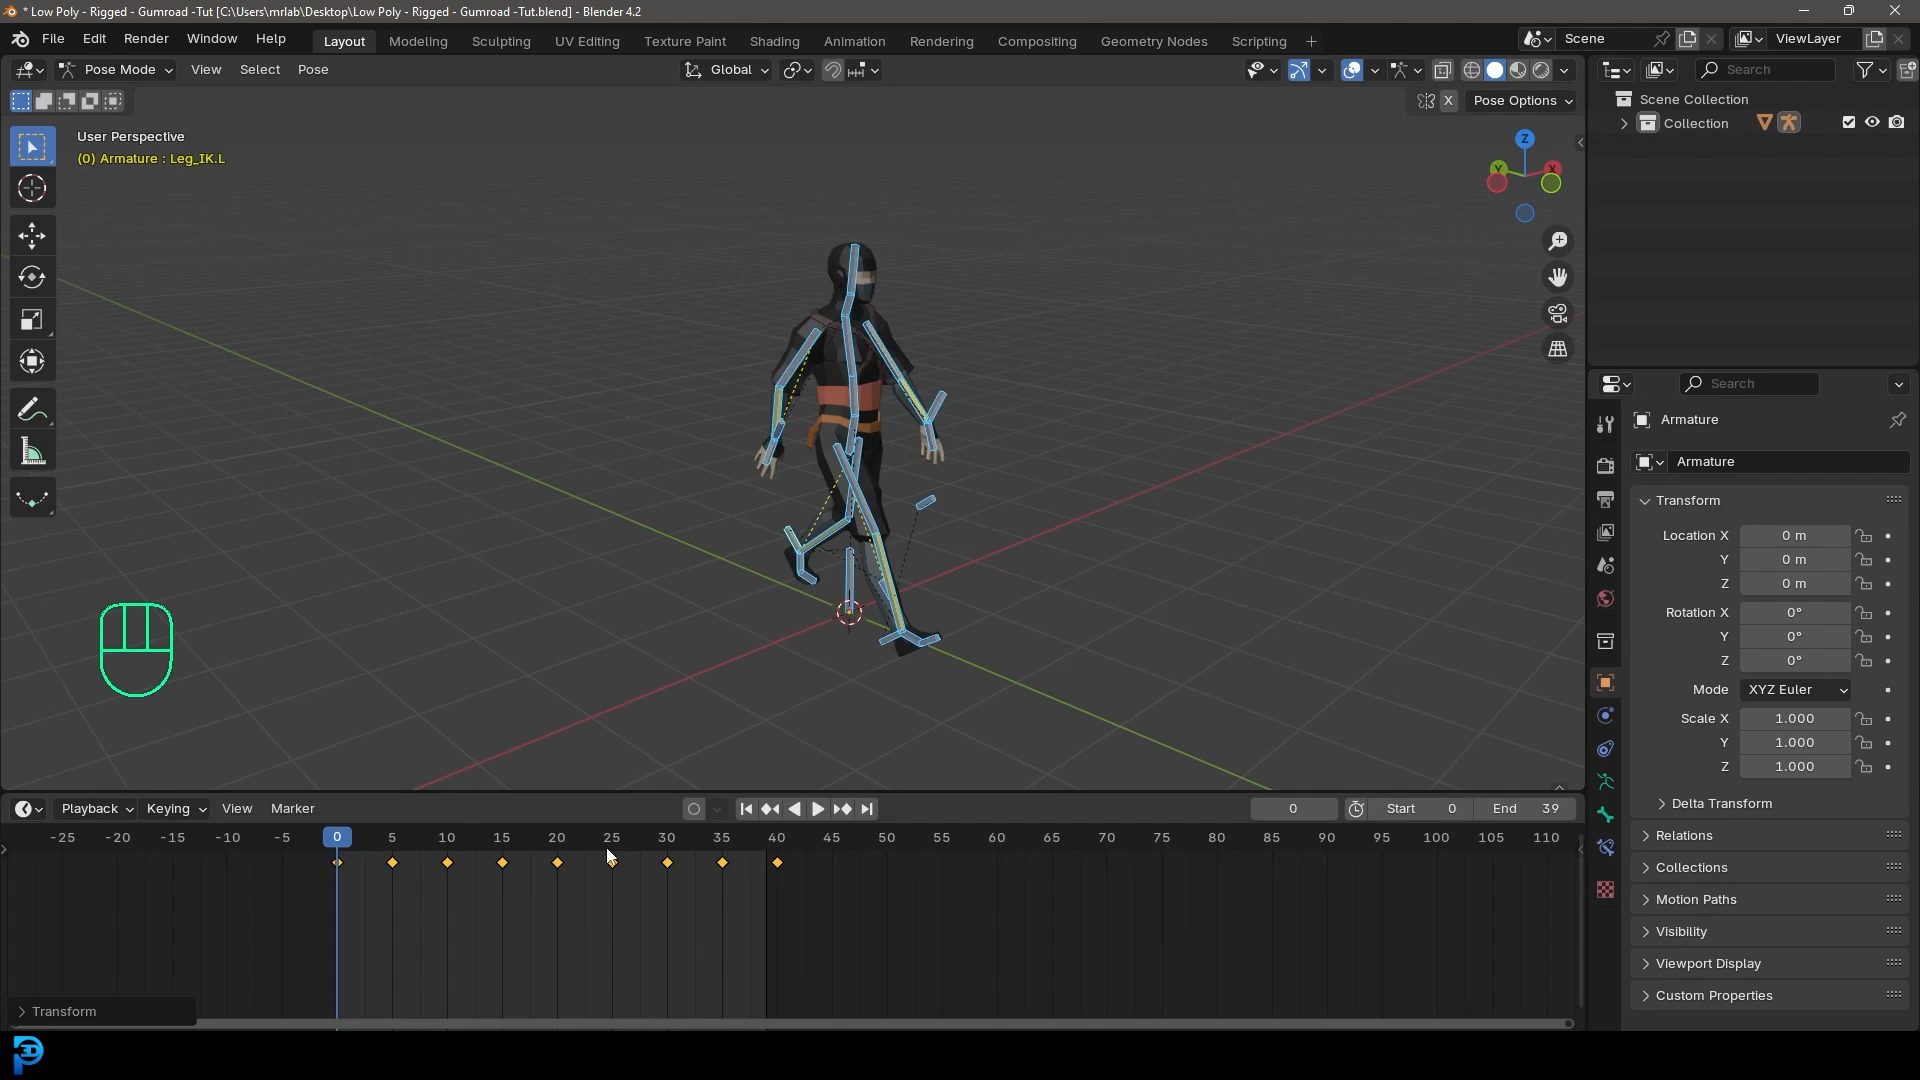 * Low Poly - Rigged - Gumroad -Tut [C:\Users\mrlab\Desktop\Low Poly - Rigged - Gumroad -Tut.blend] - Blender 4.2
File Edit Render Window Help Layout Modeling Sculpting UV Editing Texture Paint Shading Animation Rendering Compositing Geometry Nodes Scripting + Scene ViewLayer
Pose Mode View Select Pose Global Search
X Pose Options
Scene Collection
Collection
User Perspective
(0) Armature : Leg_IK.L
Z
Y X
Search
Armature
Armature
Transform
Location X 0 m
Y 0 m
Z 0 m
Rotation X 0°
Y 0°
Z 0°
Mode XYZ Euler
Scale X 1.000
Y 1.000
Z 1.000
Delta Transform
Relations
Collections
Motion Paths
Visibility
Viewport Display
Custom Properties
Playback Keying View Marker 0 Start 0 End 39
-25 -20 -15 -10 -5 0 5 10 15 20 25 30 35 40 45 50 55 60 65 70 75 80 85 90 95 100 105 110
Transform